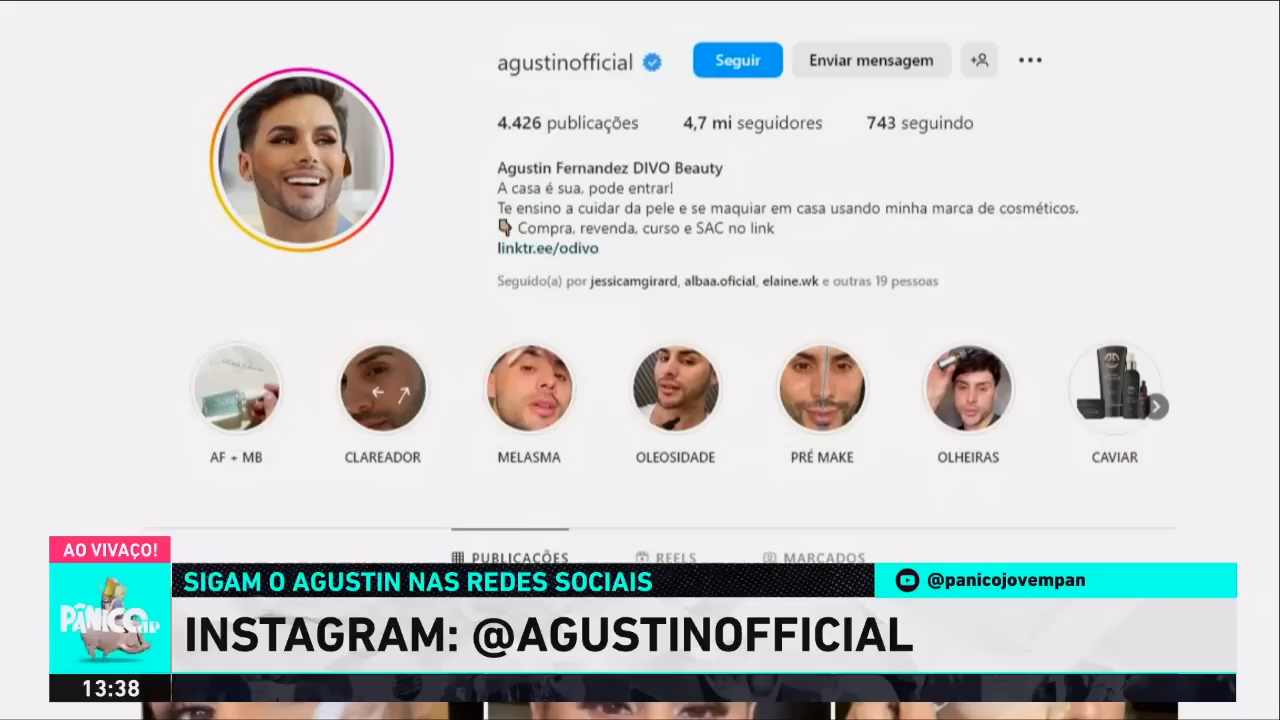 agustinofficial
Seguir
Enviar mensagem
4.426 publicações
4,7 mi seguidores
743 seguindo
Agustin Fernandez DIVO Beauty
A casa é sua, pode entrar!
Te ensino a cuidar da pele e se maquiar em casa usando minha marca de cosméticos.
👇🏽 Compra, revenda, curso e SAC no link
linktr.ee/odivo
Seguido(a) por jessicamgirard, albaa.oficial, elaine.wk e outras 19 pessoas
AF + MB
CLAREADOR
MELASMA
OLEOSIDADE
PRÉ MAKE
OLHEIRAS
CAVIAR
PUBLICAÇÕES
REELS
MARCADOS
AO VIVAÇO!
SIGAM O AGUSTIN NAS REDES SOCIAIS
@panicojovempan
PÂNICO JP
INSTAGRAM: @AGUSTINOFFICIAL
13:38